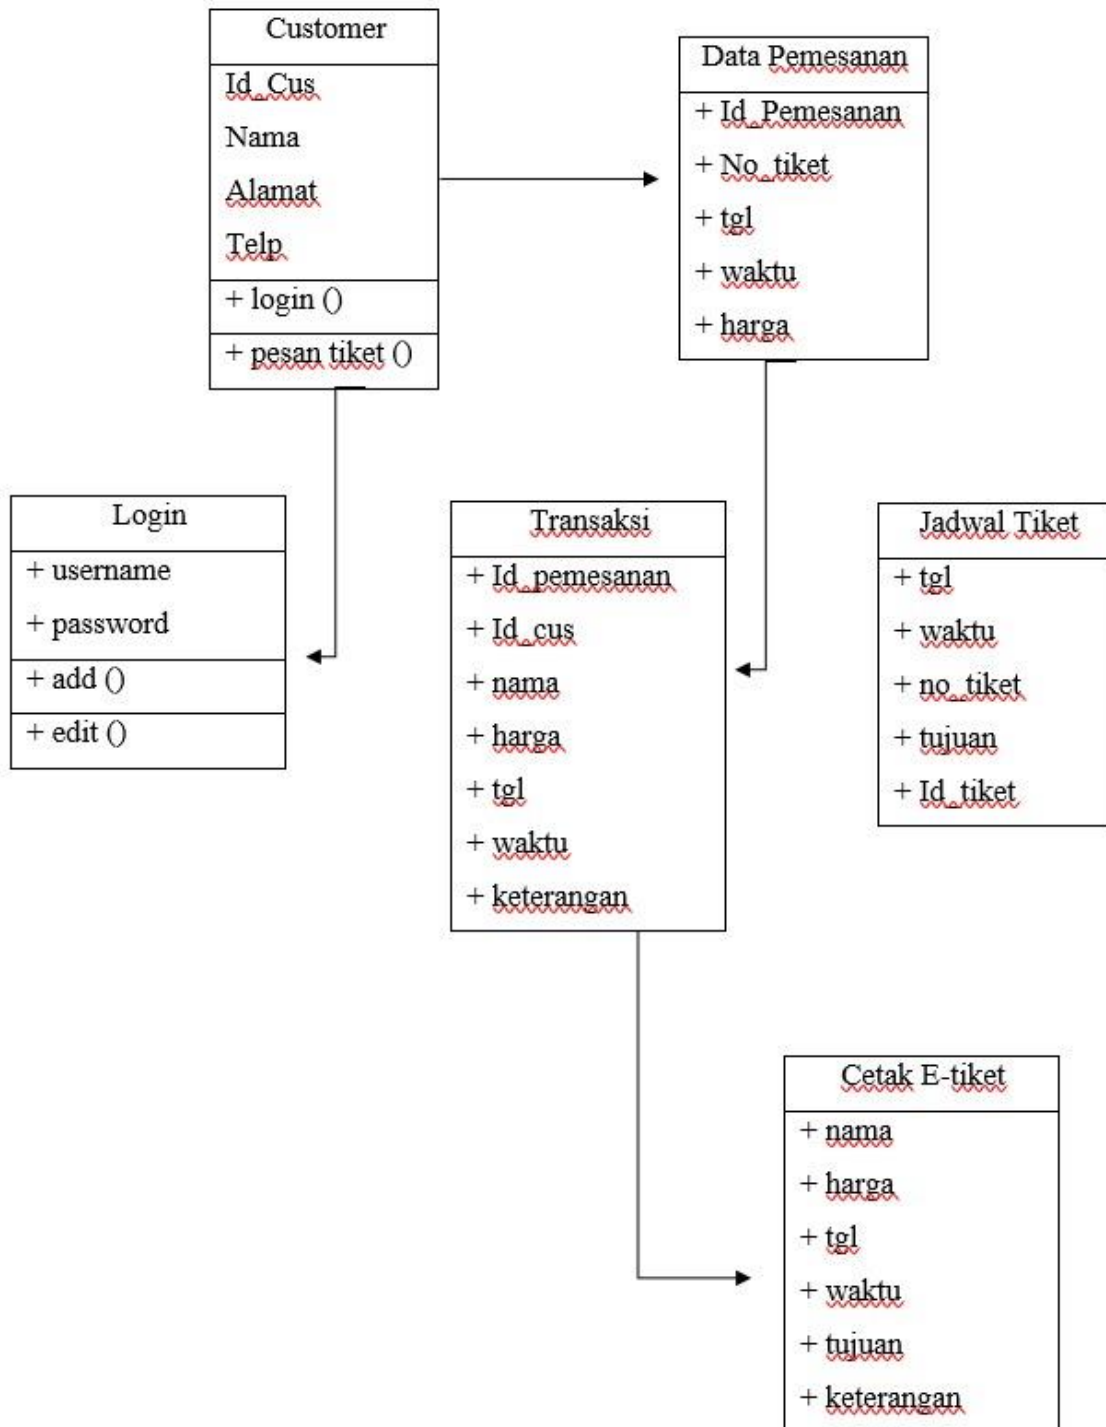 Customer
Id_Cus
Nama
Alamat
Telp
+ login ()
+ pesan tiket ()
Data Pemesanan
+ Id_Pemesanan
+ No_tiket
+ tgl
+ waktu
+ harga
Login
+ username
+ password
+ add ()
+ edit ()
Transaksi
+ Id_pemesanan
+ Id_cus
+ nama
+ harga
+ tgl
+ waktu
+ keterangan
Jadwal Tiket
+ tgl
+ waktu
+ no_tiket
+ tujuan
+ Id_tiket
Cetak E-tiket
+ nama
+ harga
+ tgl
+ waktu
+ tujuan
+ keterangan